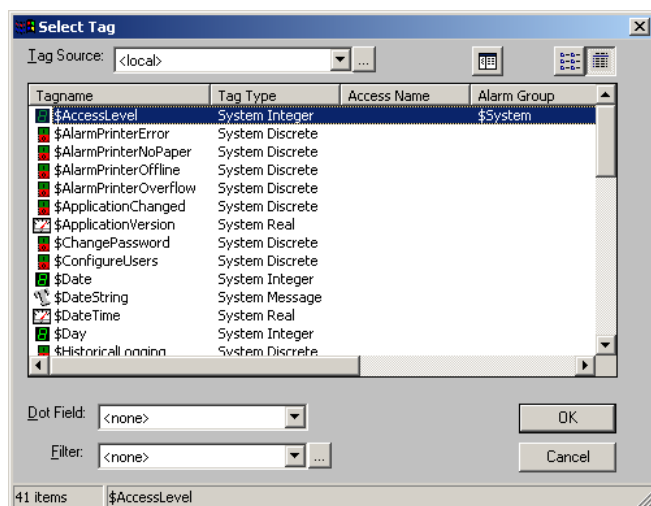 Select Tag
Tag Source: <local> ...
Tagname Tag Type Access Name Alarm Group
$AccessLevel System Integer $System
$AlarmPrinterError System Discrete
$AlarmPrinterNoPaper System Discrete
$AlarmPrinterOffline System Discrete
$AlarmPrinterOverflow System Discrete
$ApplicationChanged System Discrete
$ApplicationVersion System Real
$ChangePassword System Discrete
$ConfigureUsers System Discrete
$Date System Integer
$DateString System Message
$DateTime System Real
$Day System Integer
$HistoricalLogging System Discrete
Dot Field: <none> OK
Filter: <none> ... Cancel
41 items $AccessLevel